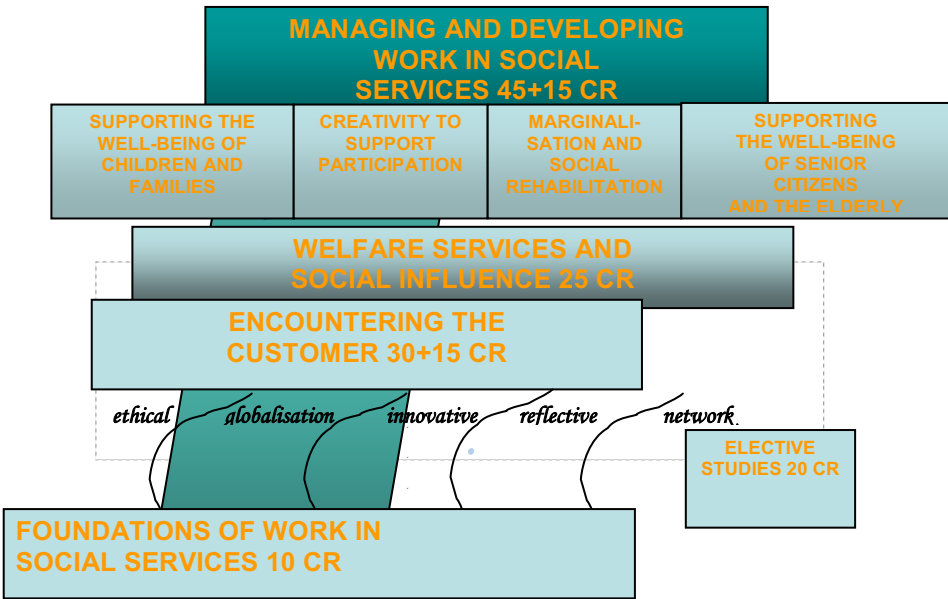 MANAGING AND DEVELOPING
WORK IN SOCIAL
SERVICES 45+15 CR
SUPPORTING THE
WELL-BEING OF
CHILDREN AND
FAMILIES
CREATIVITY TO
SUPPORT
PARTICIPATION
MARGINALI-
SATION AND
SOCIAL
REHABILITATION
SUPPORTING
THE WELL-BEING
OF SENIOR
CITIZENS
AND THE ELDERLY
WELFARE SERVICES AND
SOCIAL INFLUENCE 25 CR
ENCOUNTERING THE
CUSTOMER 30+15 CR
ethical globalisation innovative reflective network
ELECTIVE
STUDIES 20 CR
FOUNDATIONS OF WORK IN
SOCIAL SERVICES 10 CR